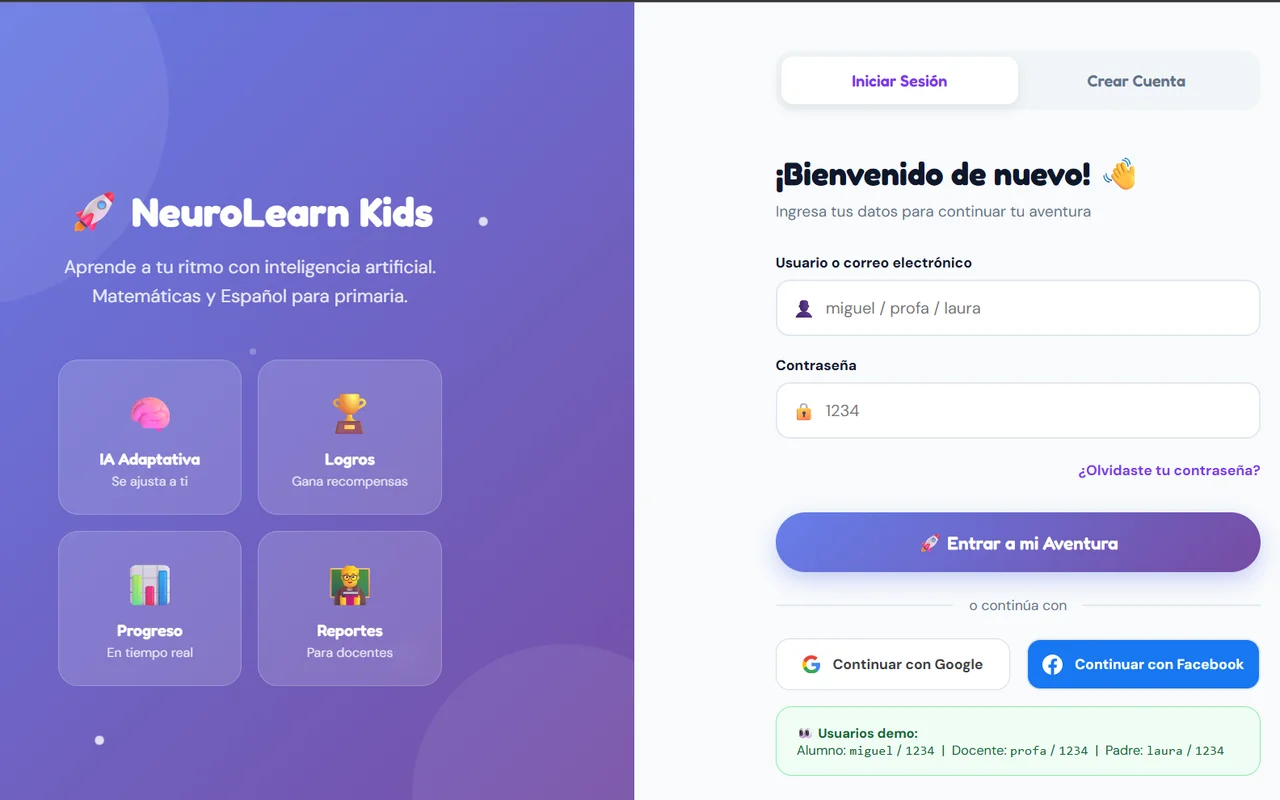 NeuroLearn Kids
Aprende a tu ritmo con inteligencia artificial.
Matemáticas y Español para primaria.
IA Adaptativa
Se ajusta a ti
Logros
Gana recompensas
Progreso
En tiempo real
Reportes
Para docentes
Iniciar Sesión
Crear Cuenta
¡Bienvenido de nuevo! 👋
Ingresa tus datos para continuar tu aventura
Usuario o correo electrónico
miguel / profa / laura
Contraseña
1234
¿Olvidaste tu contraseña?
🚀 Entrar a mi Aventura
o continúa con
Continuar con Google
Continuar con Facebook
👀 Usuarios demo:
Alumno: miguel / 1234 | Docente: profa / 1234 | Padre: laura / 1234